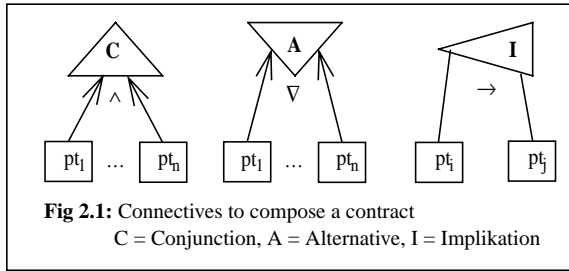 C A I
∧ ∇ →
pt1 ... ptn pt1 ... ptn pti ptj
Fig 2.1: Connectives to compose a contract
C = Conjunction, A = Alternative, I = Implikation